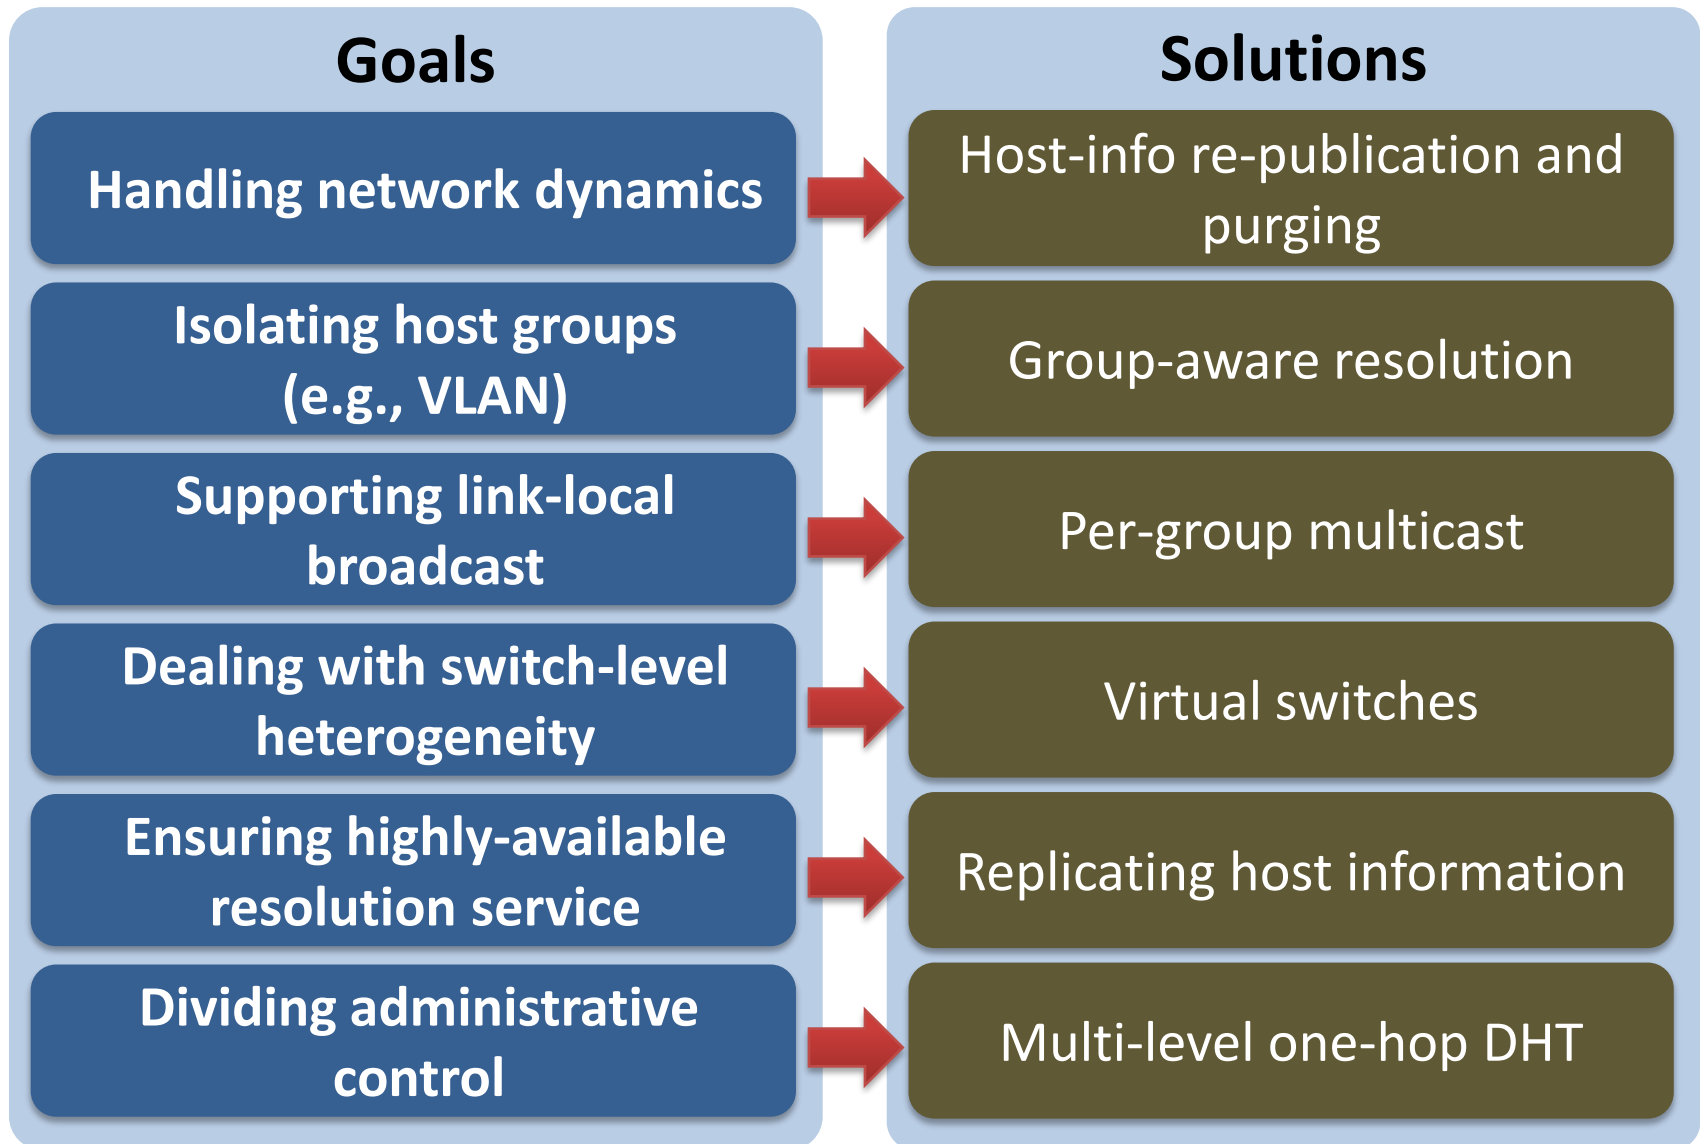 Goals
Solutions
Handling network dynamics
Host-info re-publication and
purging
Isolating host groups
(e.g., VLAN)
Group-aware resolution
Supporting link-local
broadcast
Per-group multicast
Dealing with switch-level
heterogeneity
Virtual switches
Ensuring highly-available
resolution service
Replicating host information
Dividing administrative
control
Multi-level one-hop DHT